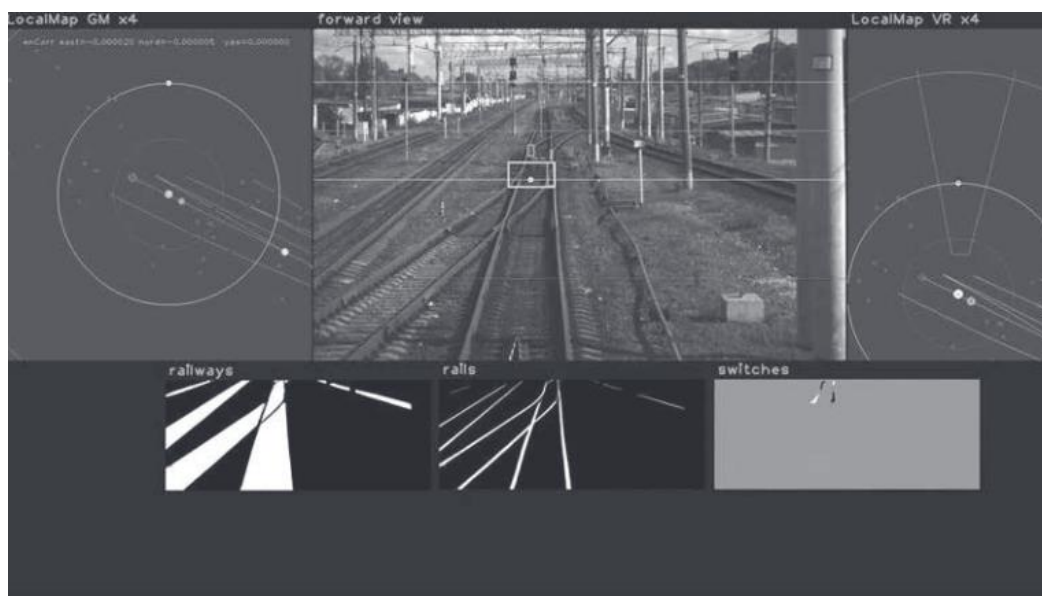 LocalMap GM x4
forward view
LocalMap VR x4
railways
rails
switches